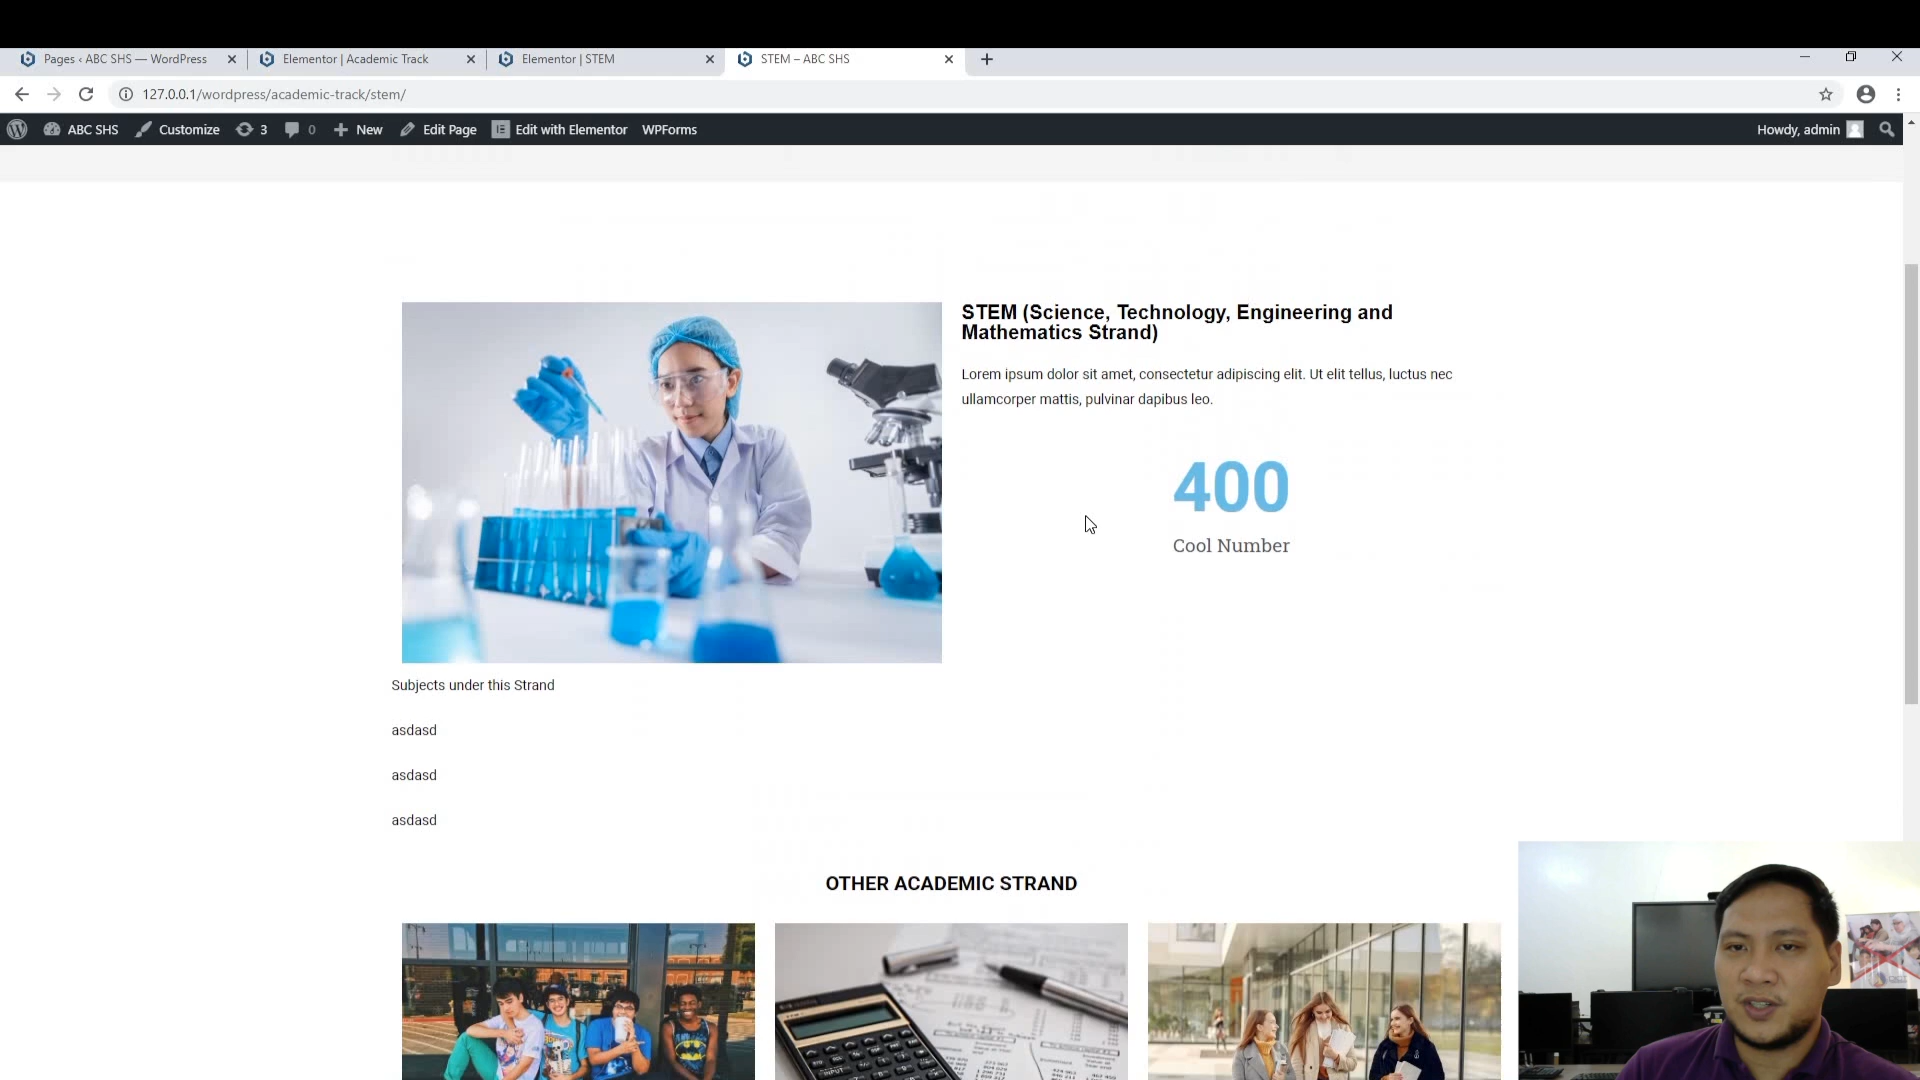 Pages ‹ ABC SHS — WordPress
Elementor | Academic Track
Elementor | STEM
STEM – ABC SHS
127.0.0.1/wordpress/academic-track/stem/
ABC SHS
Customize
3
0
New
Edit Page
Edit with Elementor
WPForms
Howdy, admin
STEM (Science, Technology, Engineering and
Mathematics Strand)
Lorem ipsum dolor sit amet, consectetur adipiscing elit. Ut elit tellus, luctus nec
ullamcorper mattis, pulvinar dapibus leo.
400
Cool Number
Subjects under this Strand
asdasd
asdasd
asdasd
OTHER ACADEMIC STRAND